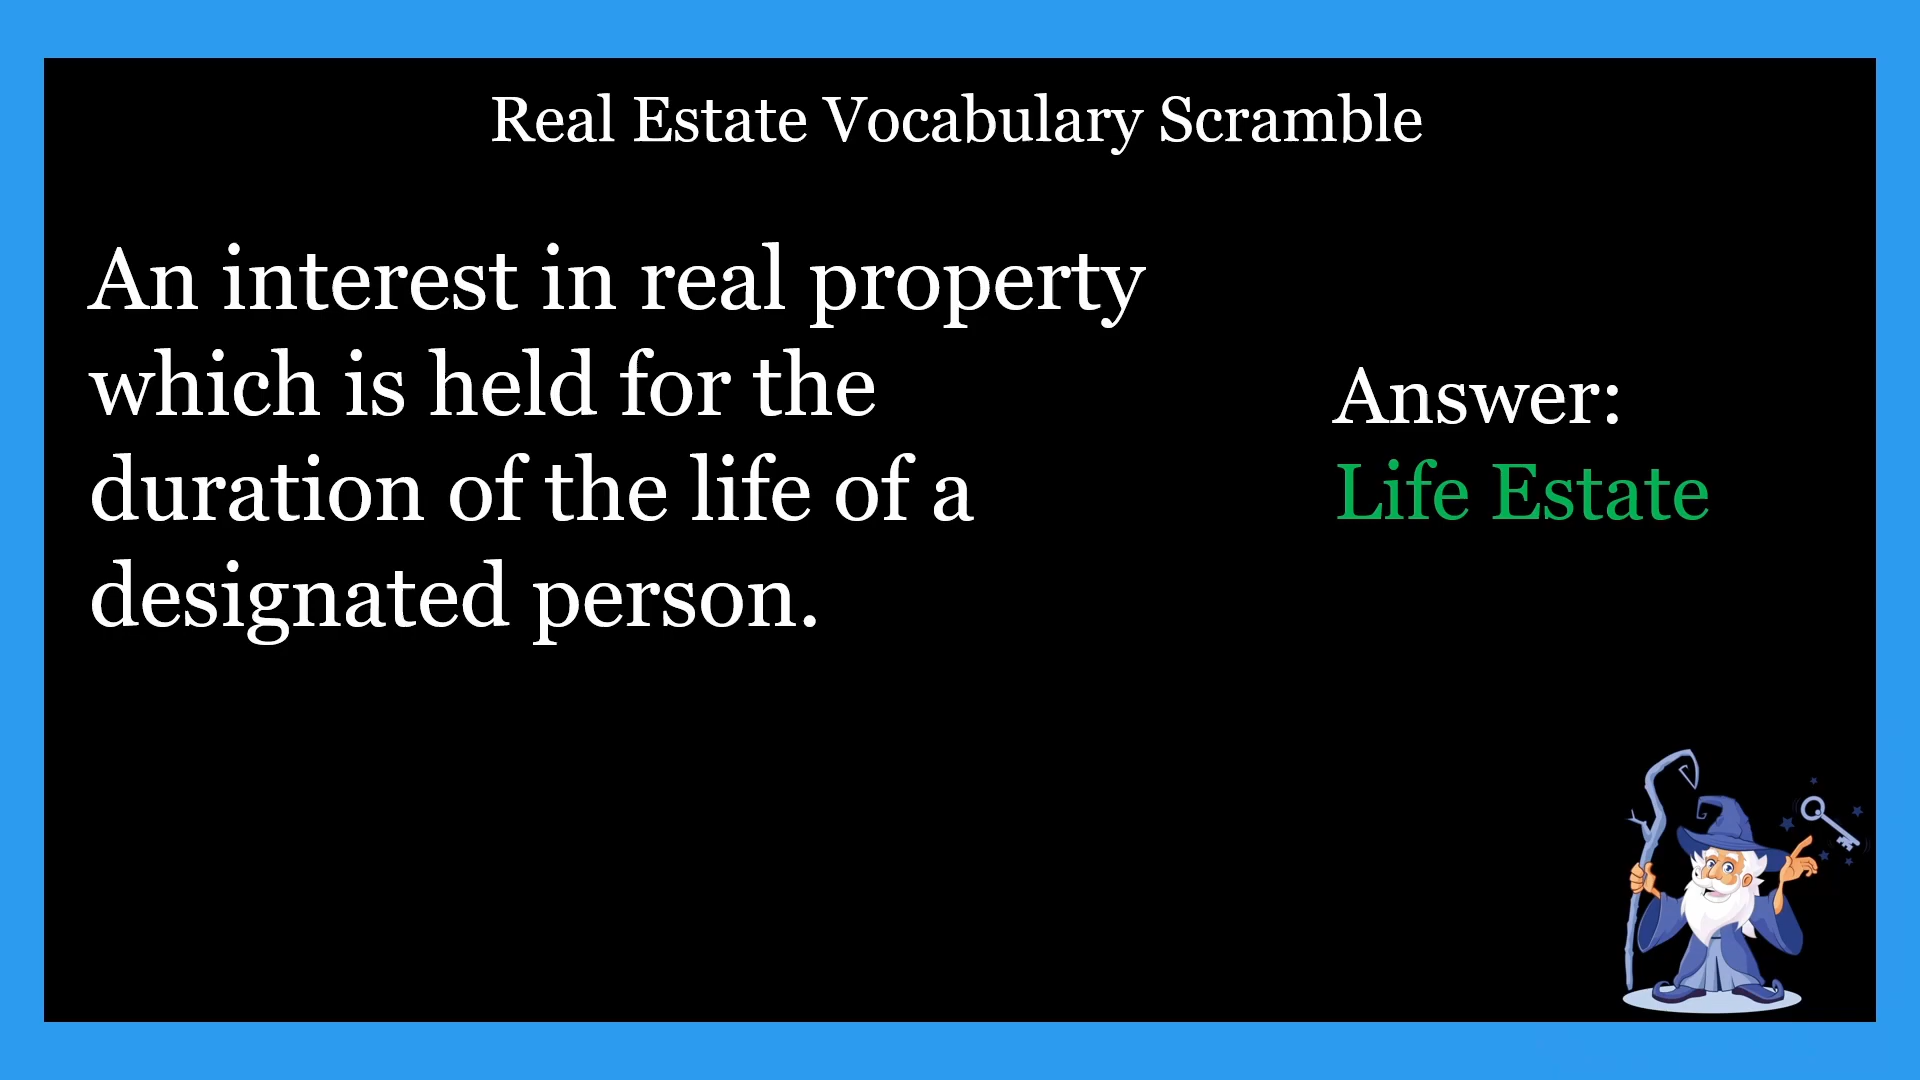 Real Estate Vocabulary Scramble
An interest in real property
which is held for the
duration of the life of a
designated person.
Answer:
Life Estate